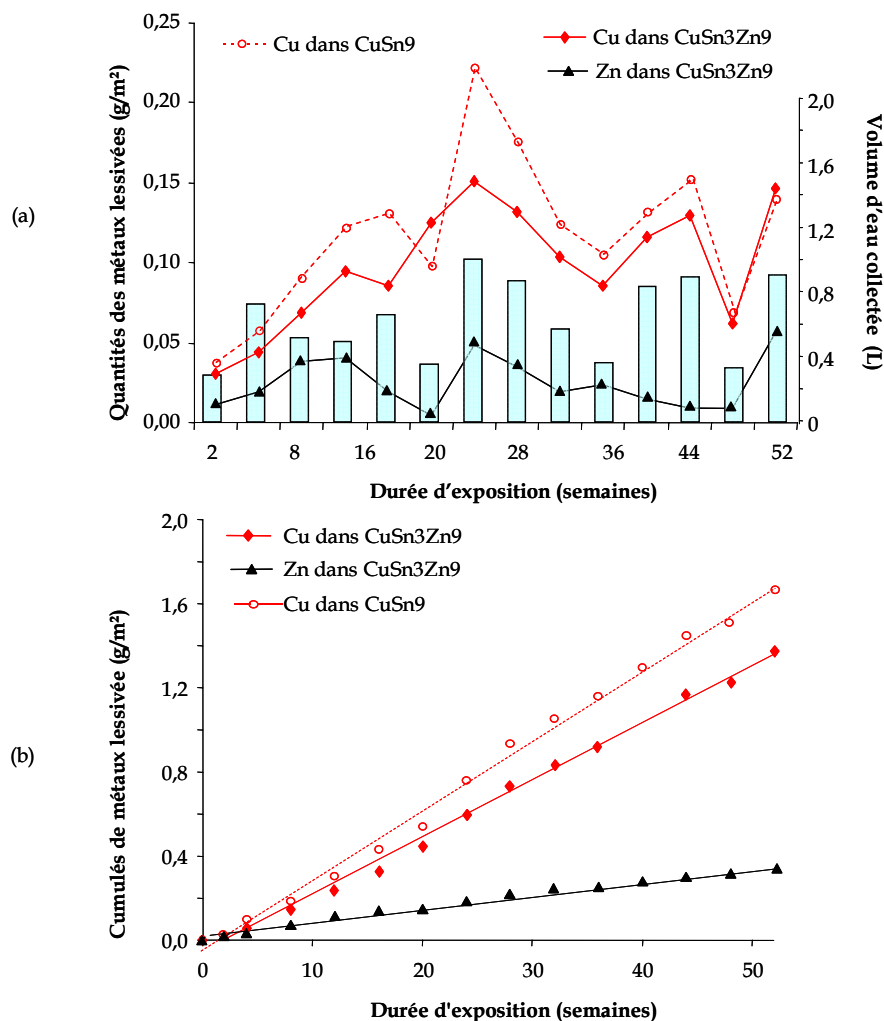 (a)
Quantités des métaux lessivées (g/m²)
0,25
0,20
0,15
0,10
0,05
0,00
Cu dans CuSn9
Cu dans CuSn3Zn9
Zn dans CuSn3Zn9
2,0
1,6
1,2
0,8
0,4
0
Volume d'eau collectée (L)
2 8 16 20 28 36 44 52
Durée d'exposition (semaines)
(b)
Cumulés de métaux lessivée (g/m²)
2,0
1,6
1,2
0,8
0,4
0,0
Cu dans CuSn3Zn9
Zn dans CuSn3Zn9
Cu dans CuSn9
0 10 20 30 40 50
Durée d'exposition (semaines)